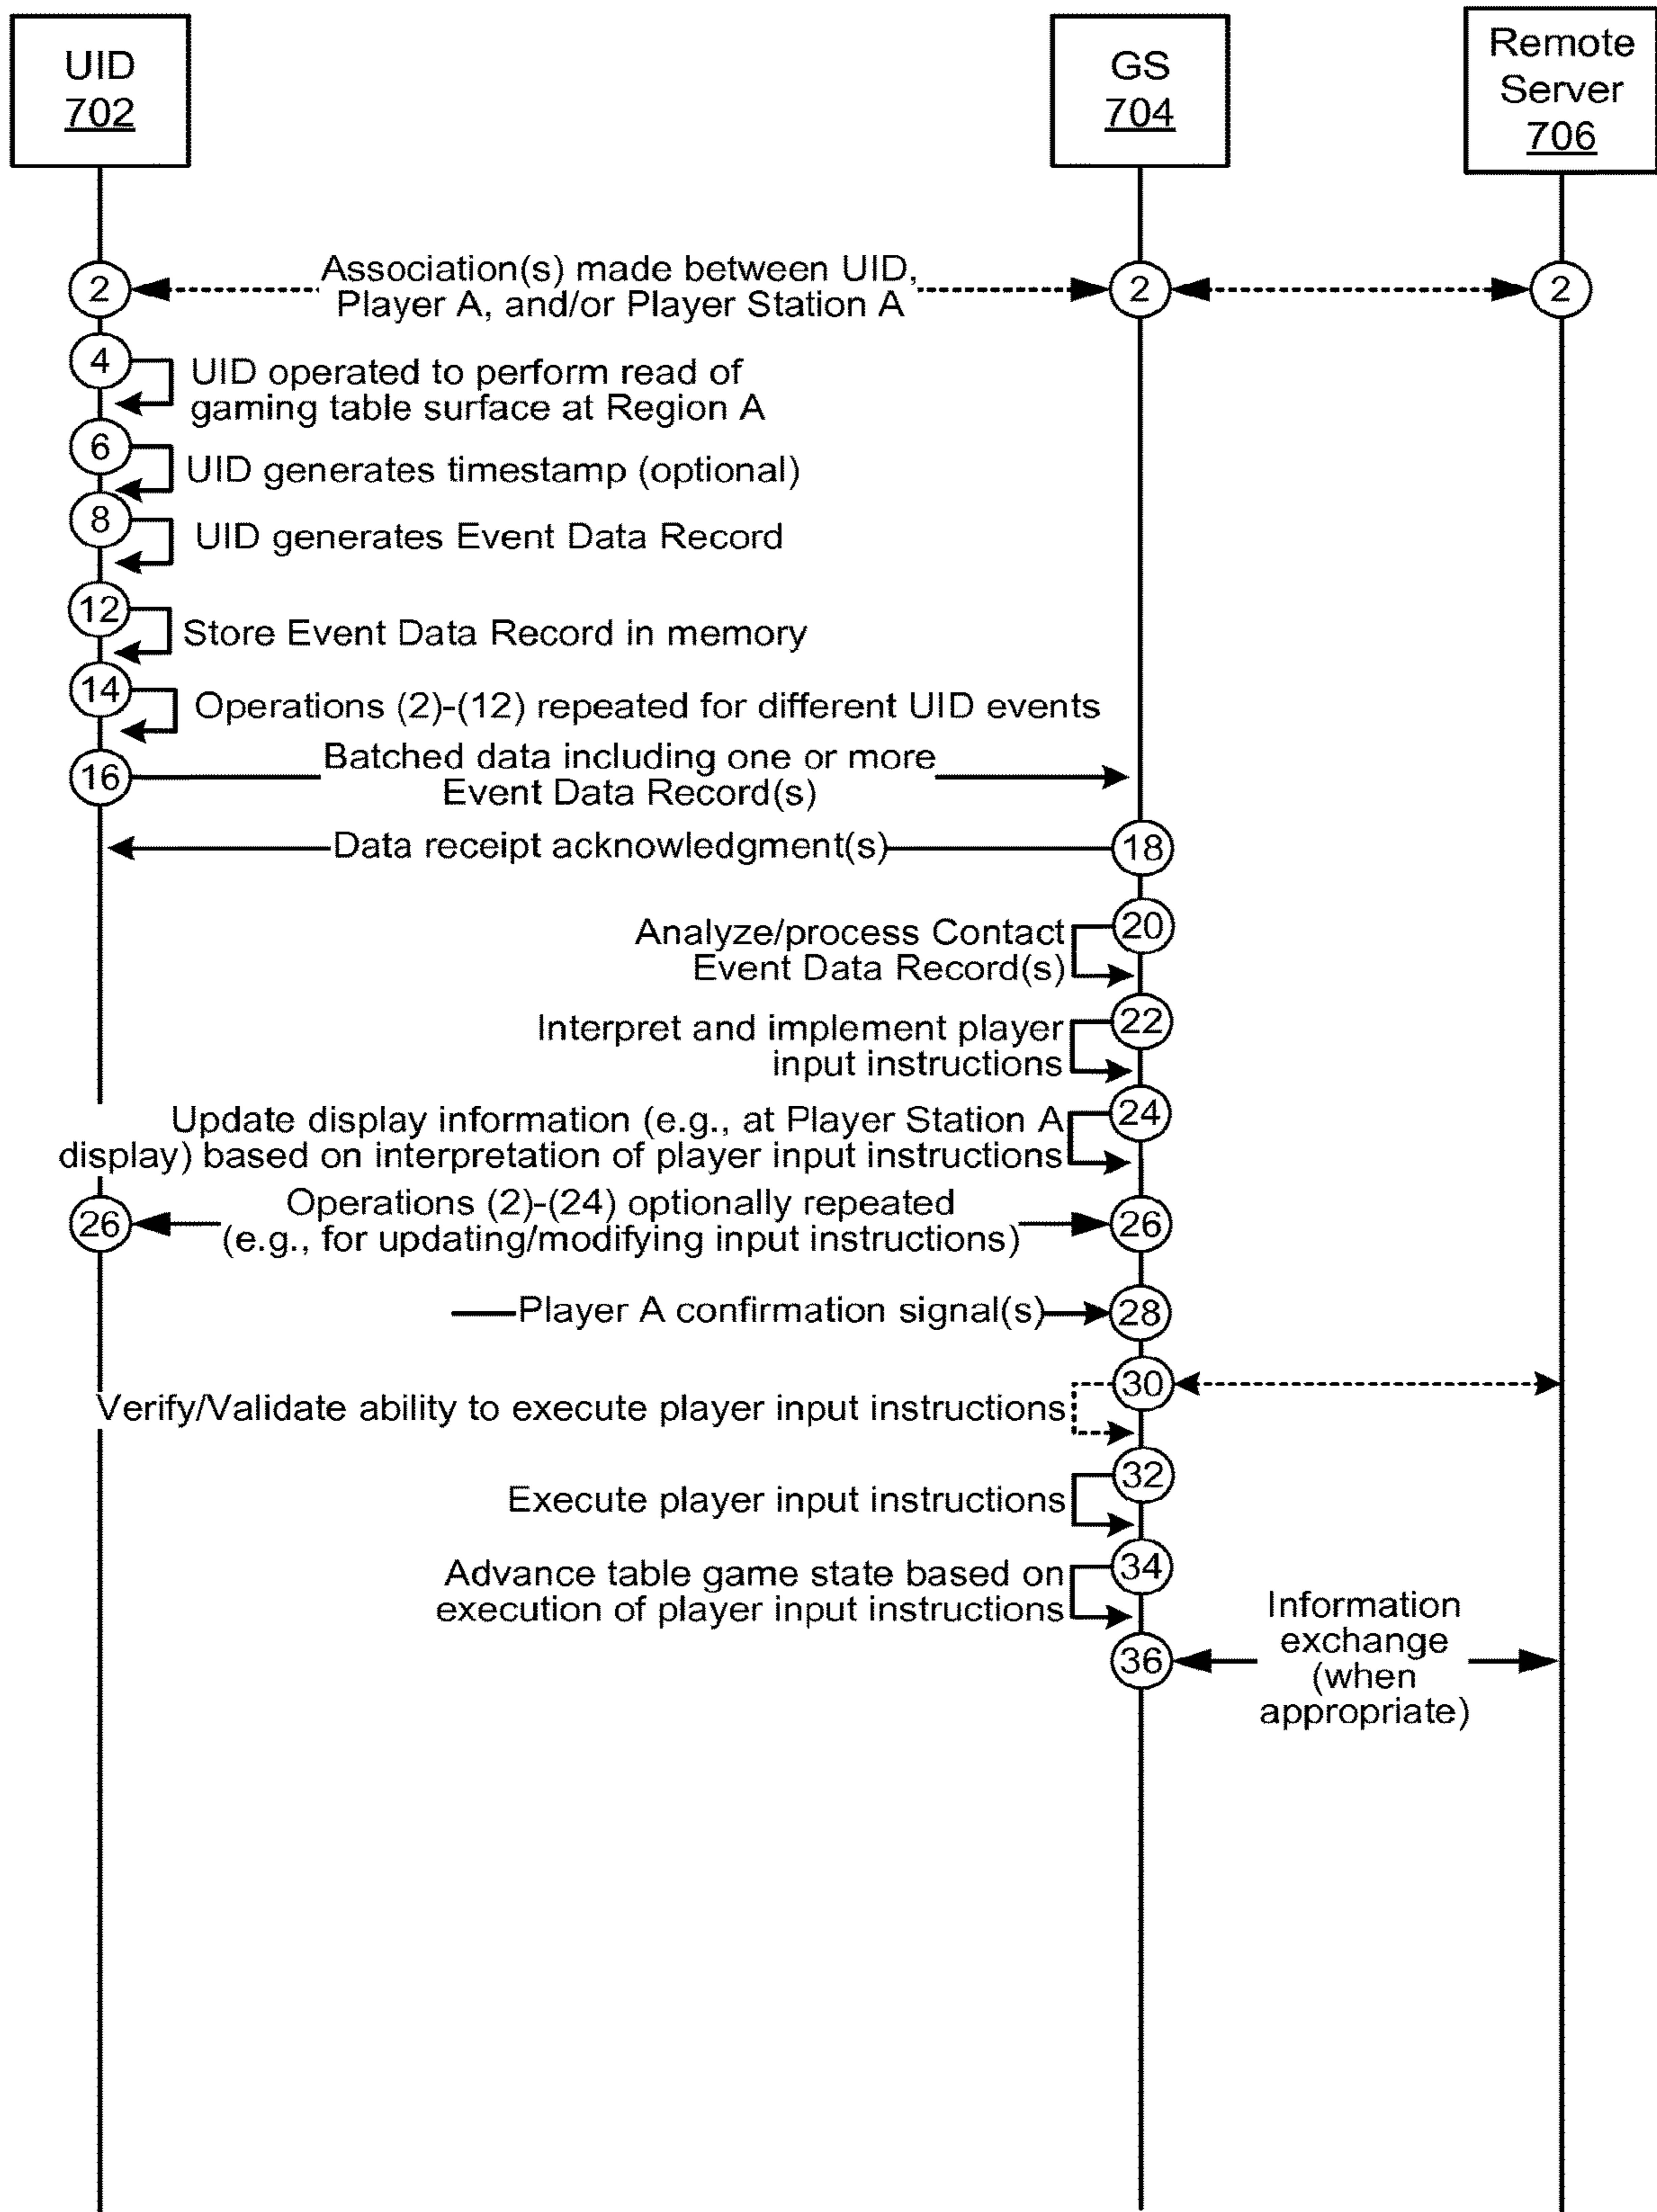 UID
702
GS
704
Remote
Server
706
2
Association(s) made between UID,
Player A, and/or Player Station A
2
2
4
UID operated to perform read of
gaming table surface at Region A
6
UID generates timestamp (optional)
8
UID generates Event Data Record
12
Store Event Data Record in memory
14
Operations (2)-(12) repeated for different UID events
16
Batched data including one or more
Event Data Record(s)
Data receipt acknowledgment(s)
18
Analyze/process Contact
Event Data Record(s)
20
Interpret and implement player
input instructions
22
Update display information (e.g., at Player Station A
display) based on interpretation of player input instructions
24
26
Operations (2)-(24) optionally repeated
(e.g., for updating/modifying input instructions)
26
Player A confirmation signal(s)
28
Verify/Validate ability to execute player input instructions
30
Execute player input instructions
32
Advance table game state based on
execution of player input instructions
34
36
Information
exchange
(when
appropriate)